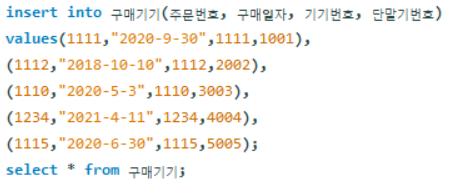 insert into 구매기기(주문번호, 구매일자, 기기번호, 단말기번호)
values(1111,"2020-9-30",1111,1001),
(1112,"2018-10-10",1112,2002),
(1110,"2020-5-3",1110,3003),
(1234,"2021-4-11",1234,4004),
(1115,"2020-6-30",1115,5005);
select * from 구매기기;